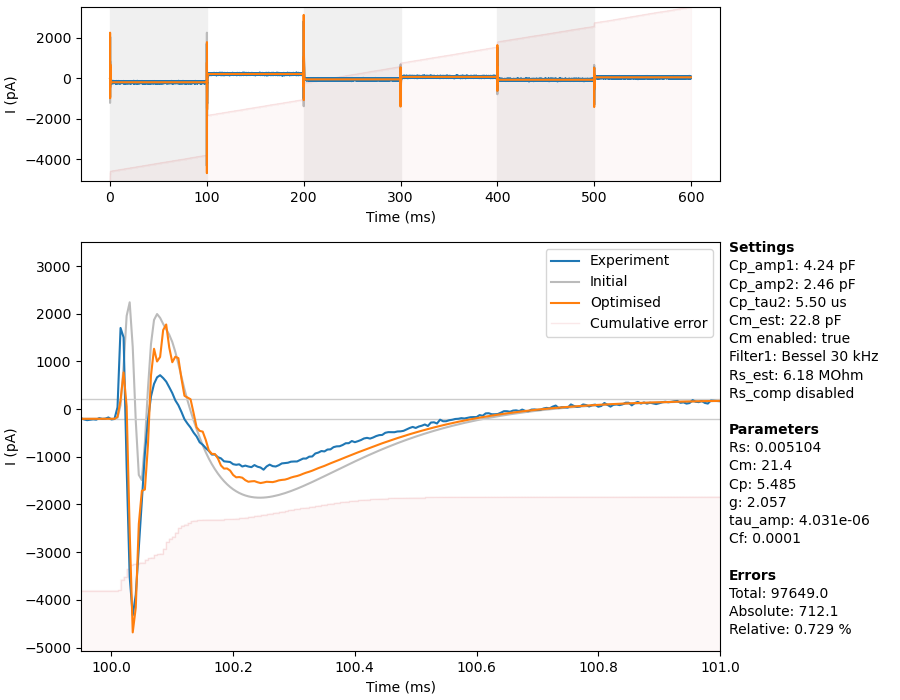 2000
0
−2000
−4000
I (pA)
0 100 200 300 400 500 600
Time (ms)
3000
2000
1000
0
−1000
−2000
−3000
−4000
−5000
I (pA)
100.0 100.2 100.4 100.6 100.8 101.0
Time (ms)
Experiment
Initial
Optimised
Cumulative error
Settings
Cp_amp1: 4.24 pF
Cp_amp2: 2.46 pF
Cp_tau2: 5.50 us
Cm_est: 22.8 pF
Cm enabled: true
Filter1: Bessel 30 kHz
Rs_est: 6.18 MOhm
Rs_comp disabled
Parameters
Rs: 0.005104
Cm: 21.4
Cp: 5.485
g: 2.057
tau_amp: 4.031e-06
Cf: 0.0001
Errors
Total: 97649.0
Absolute: 712.1
Relative: 0.729 %